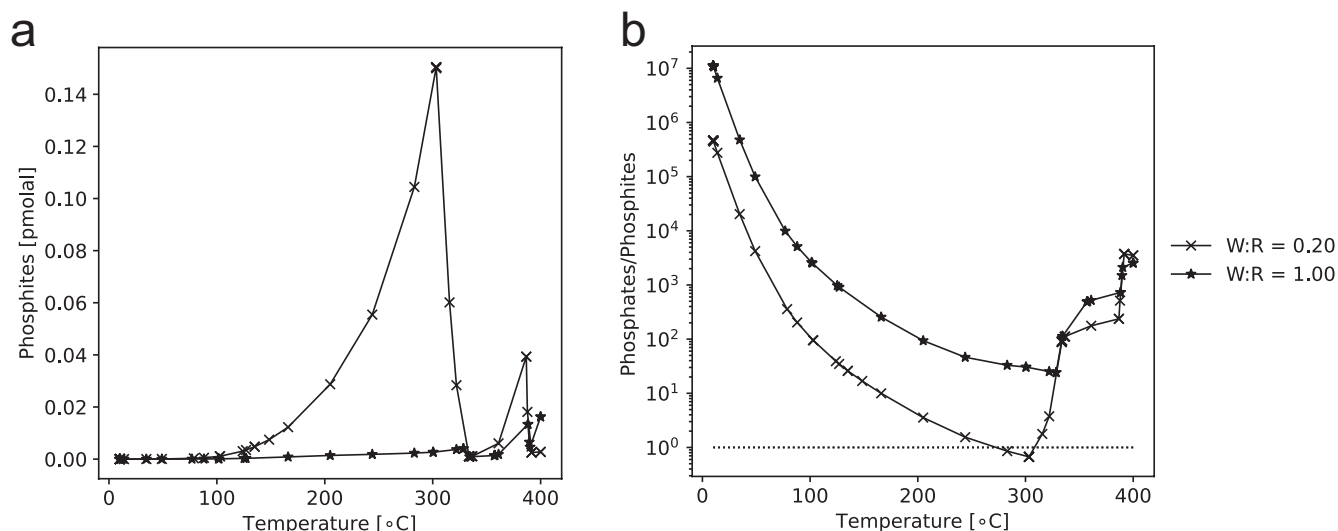 a
b
Phosphites [pmolal]
0.14
0.12
0.10
0.08
0.06
0.04
0.02
0.00
0 100 200 300 400
Temperature [∘C]
Phosphates/Phosphites
10⁷
10⁶
10⁵
10⁴
10³
10²
10¹
10⁰
0 100 200 300 400
Temperature [∘C]
W:R = 0.20
W:R = 1.00